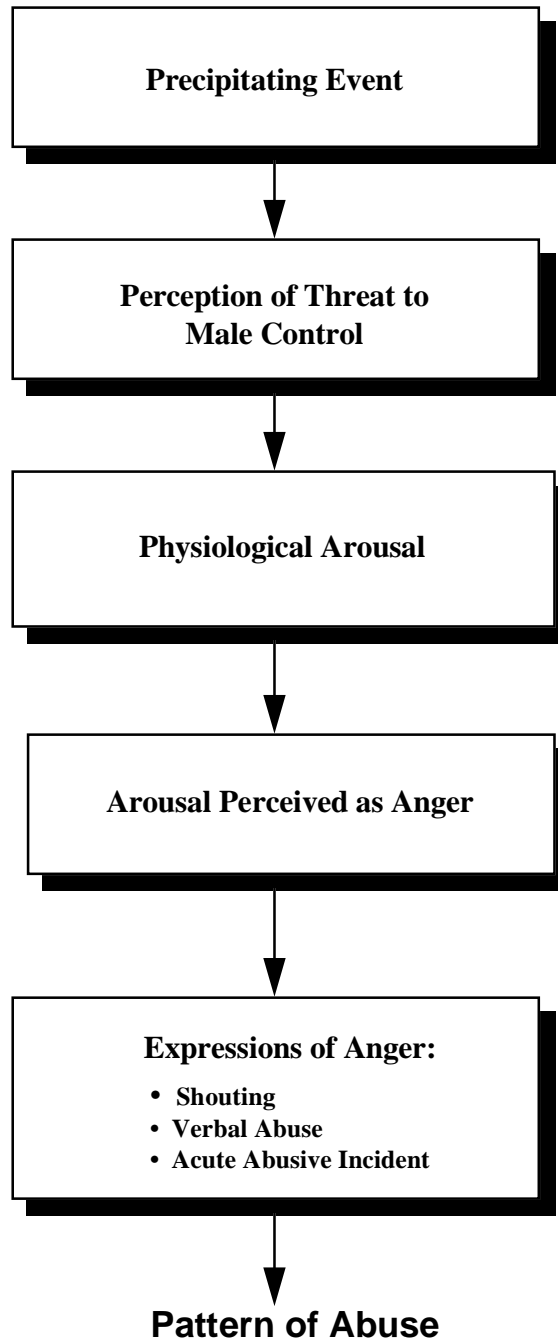 Precipitating Event
Perception of Threat to
Male Control
Physiological Arousal
Arousal Perceived as Anger
Expressions of Anger:
• Shouting
• Verbal Abuse
• Acute Abusive Incident
Pattern of Abuse